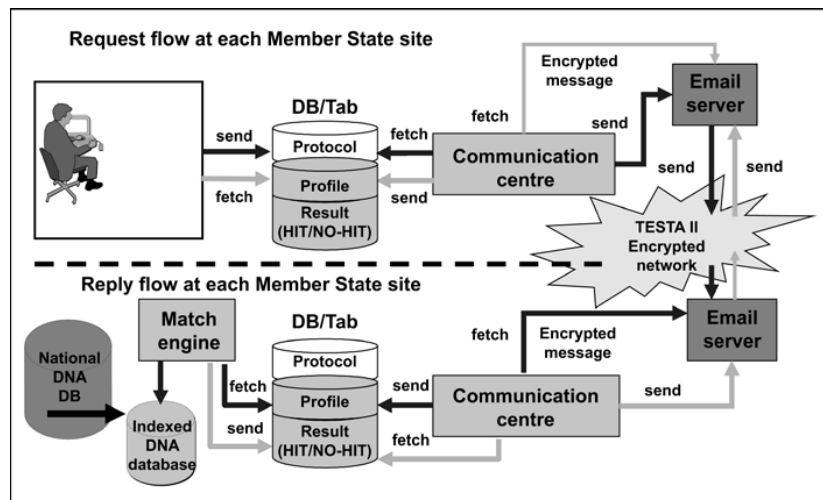 Request flow at each Member State site
Encrypted
message
Email
server
DB/Tab
send
fetch
fetch
send
Protocol
Communication
centre
Profile
fetch
send
send
send
Result
(HIT/NO-HIT)
TESTA II
Encrypted
network
Reply flow at each Member State site
Match
engine
DB/Tab
fetch
Encrypted
message
Email
server
National
DNA
DB
Protocol
fetch
send
Profile
Communication
centre
send
Indexed
DNA
database
send
Result
(HIT/NO-HIT)
fetch